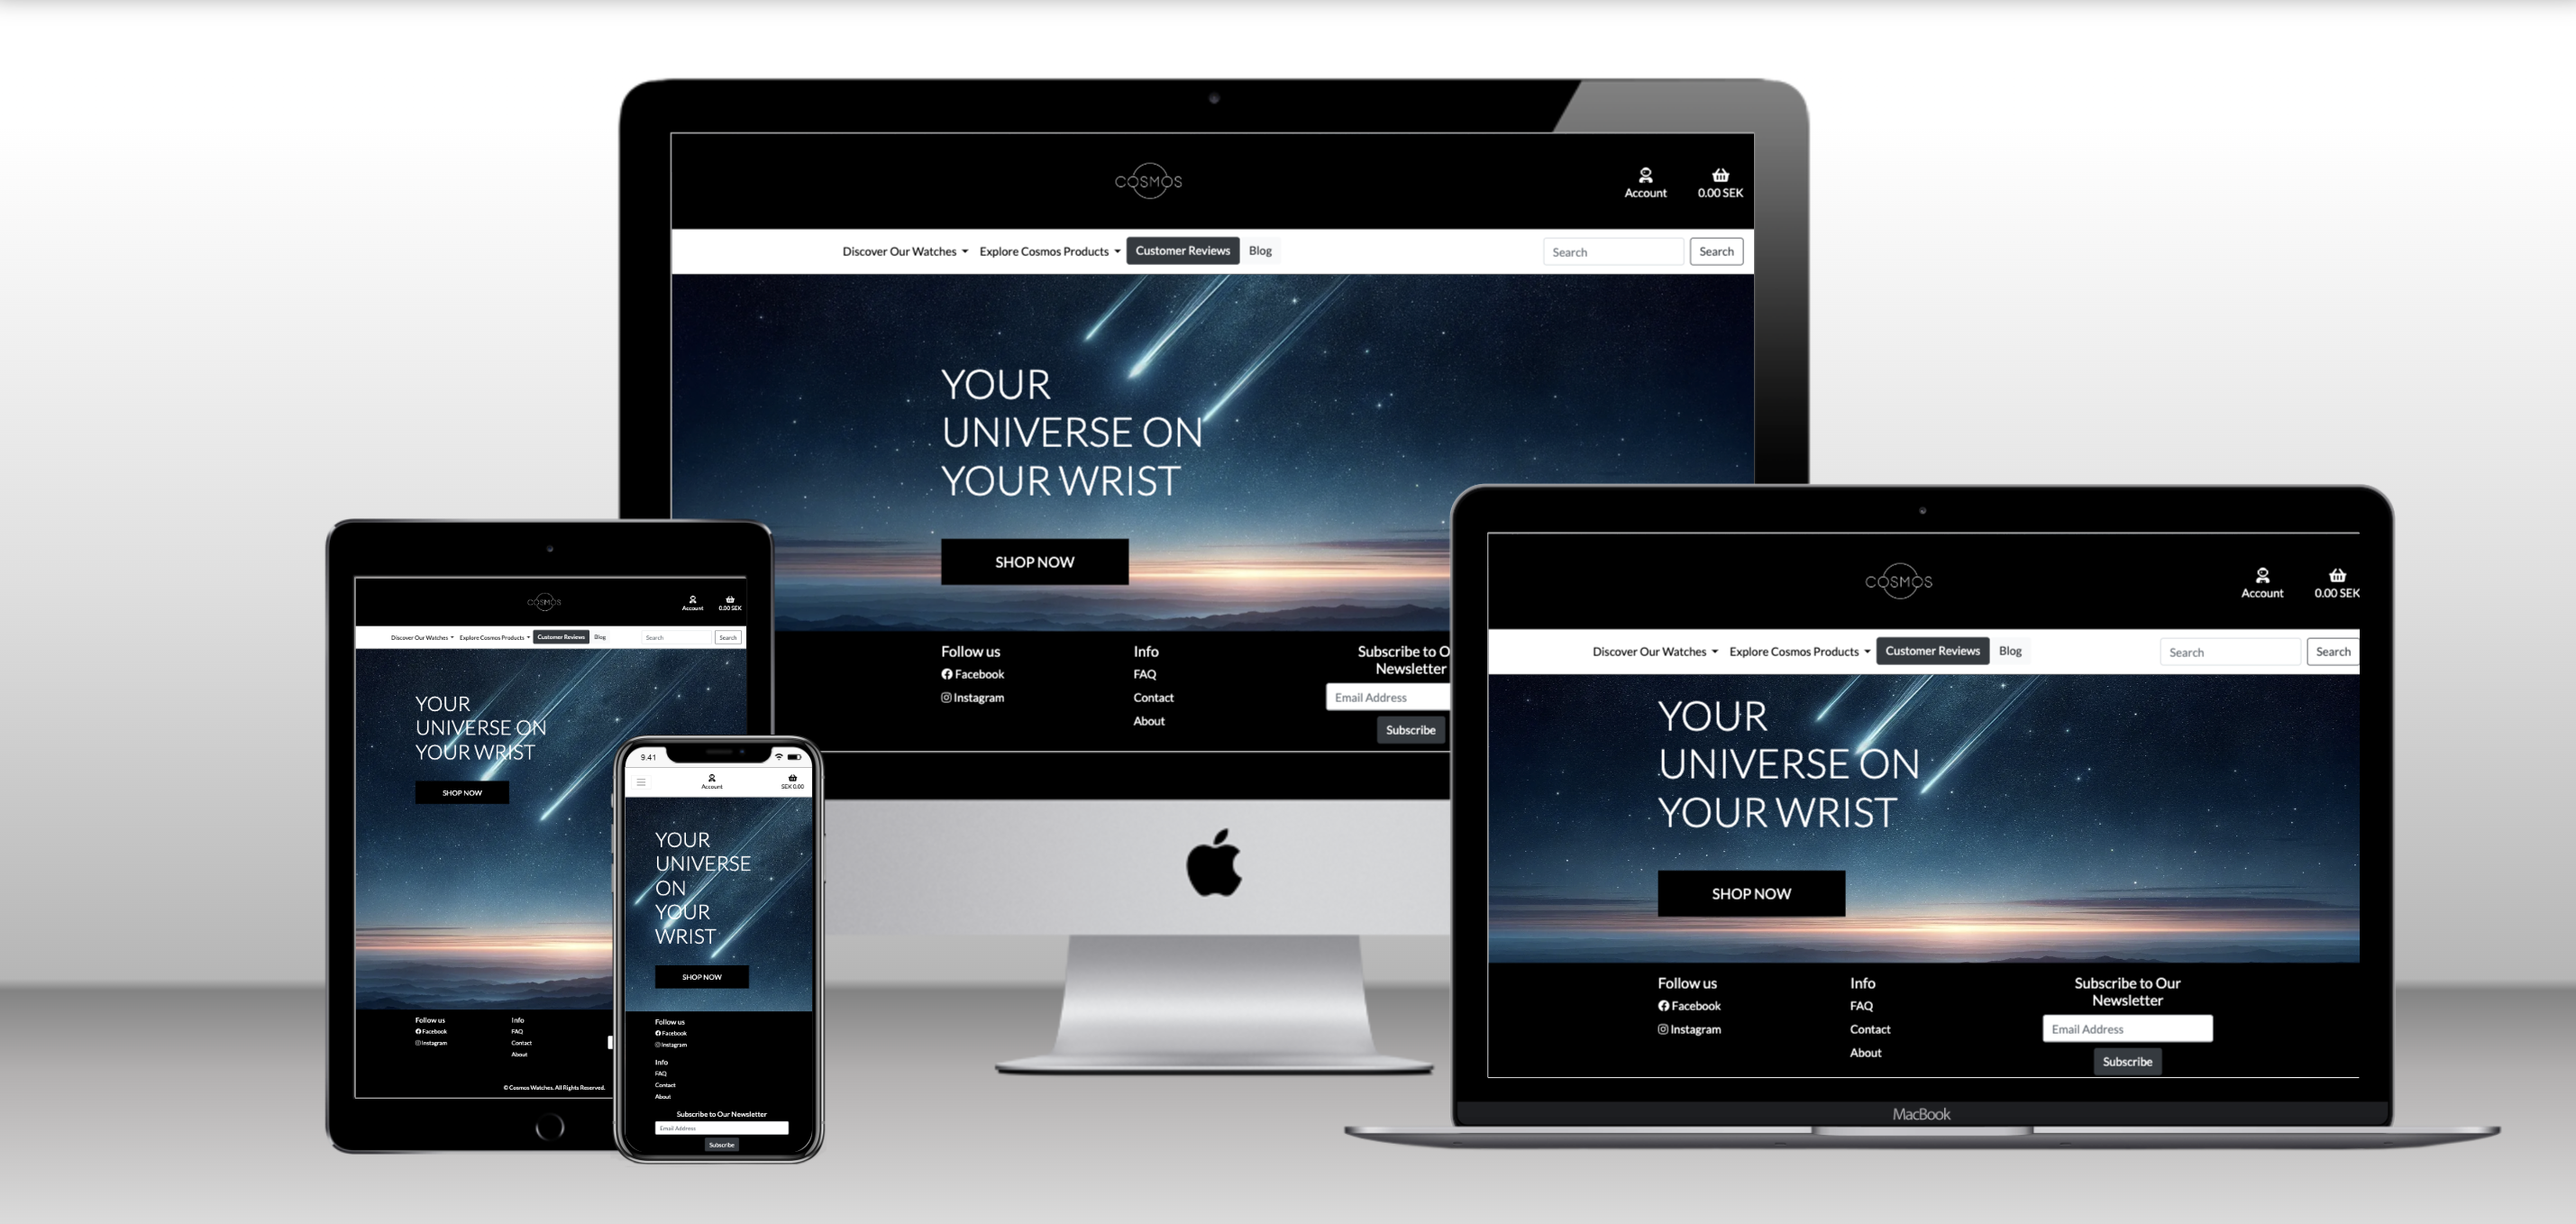 COSMOS
Account
0.00 SEK
Discover Our Watches
Explore Cosmos Products
Customer Reviews
Blog
Search
Search
YOUR
UNIVERSE ON
YOUR WRIST
SHOP NOW
Follow us
Facebook
Instagram
Info
FAQ
Contact
About
Subscribe to O
Newsletter
Email Address
Subscribe
COSMOS
Account
0.00 SEK
Discover Our Watches
Explore Cosmos Products
Customer Reviews
Blog
Search
Search
YOUR
UNIVERSE ON
YOUR WRIST
SHOP NOW
Follow us
Facebook
Instagram
Info
FAQ
Contact
About
© Cosmos Watches. All Rights Reserved.
9:41
Account
SEK 0.00
YOUR
UNIVERSE
ON
YOUR
WRIST
SHOP NOW
Follow us
Facebook
Instagram
Info
FAQ
Contact
About
Subscribe to Our Newsletter
Email Address
Subscribe
COSMOS
Account
0.00 SEK
Discover Our Watches
Explore Cosmos Products
Customer Reviews
Blog
Search
Search
YOUR
UNIVERSE ON
YOUR WRIST
SHOP NOW
Follow us
Facebook
Instagram
Info
FAQ
Contact
About
Subscribe to Our
Newsletter
Email Address
Subscribe
MacBook